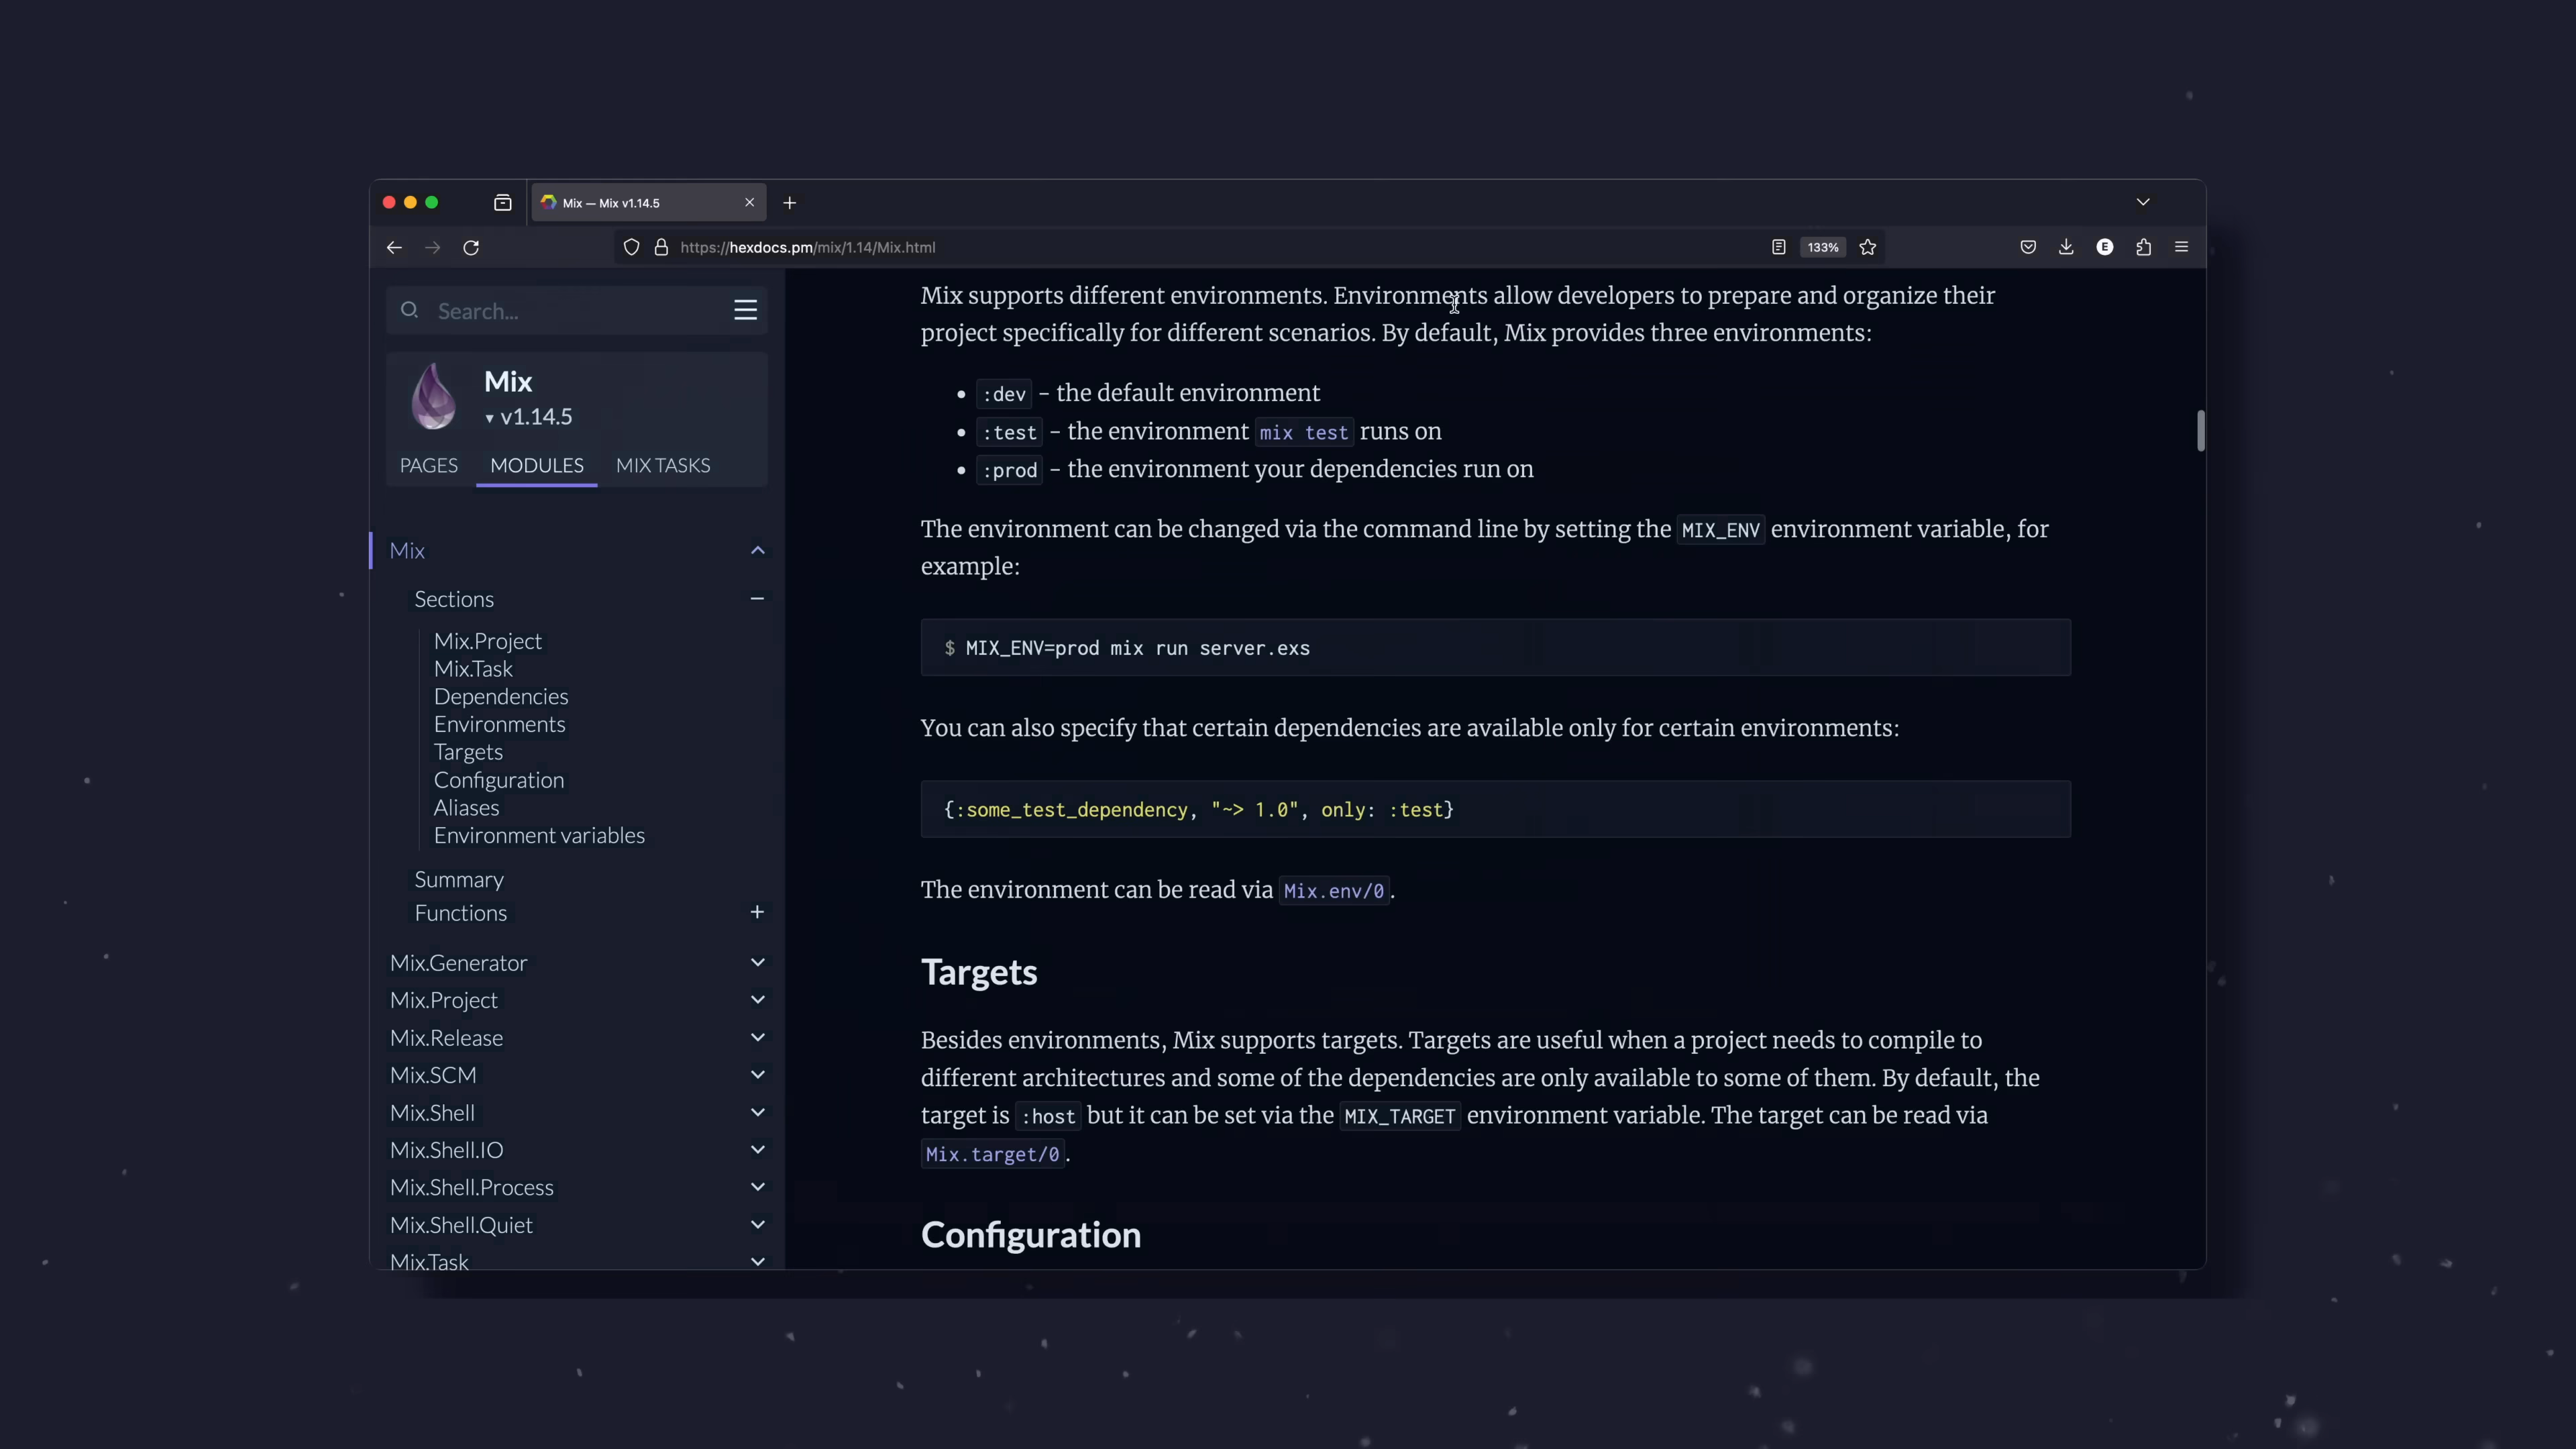 Mix — Mix v1.14.5
https://hexdocs.pm/mix/1.14/Mix.html
133%
E
Search...
Mix
v1.14.5
PAGES MODULES MIX TASKS
Mix
Sections
Mix.Project
Mix.Task
Dependencies
Environments
Targets
Configuration
Aliases
Environment variables
Summary
Functions
Mix.Generator
Mix.Project
Mix.Release
Mix.SCM
Mix.Shell
Mix.Shell.IO
Mix.Shell.Process
Mix.Shell.Quiet
Mix.Task
Mix supports different environments. Environments allow developers to prepare and organize their
project specifically for different scenarios. By default, Mix provides three environments:
• :dev – the default environment
• :test – the environment mix test runs on
• :prod – the environment your dependencies run on
The environment can be changed via the command line by setting the MIX_ENV environment variable, for
example:
$ MIX_ENV=prod mix run server.exs
You can also specify that certain dependencies are available only for certain environments:
{:some_test_dependency, "~> 1.0", only: :test}
The environment can be read via Mix.env/0.
Targets
Besides environments, Mix supports targets. Targets are useful when a project needs to compile to
different architectures and some of the dependencies are only available to some of them. By default, the
target is :host but it can be set via the MIX_TARGET environment variable. The target can be read via
Mix.target/0.
Configuration